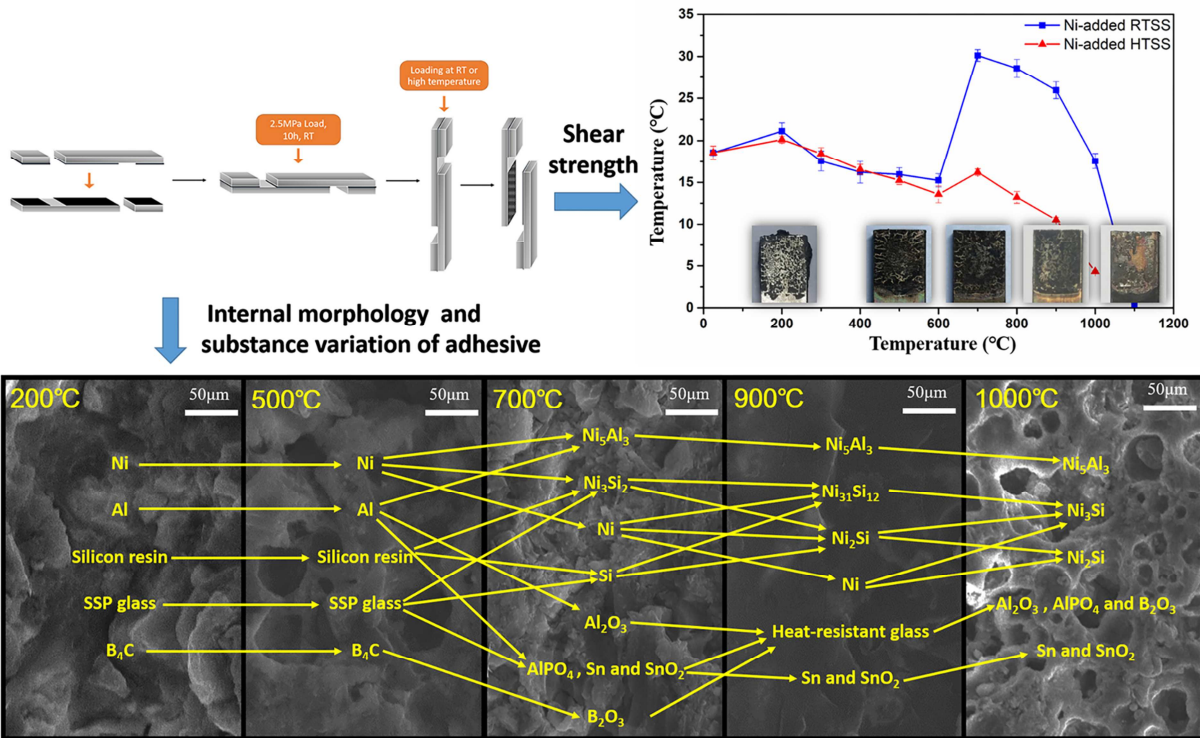 Loading at RT or
high temperature
2.5MPa Load,
10h, RT
Shear
strength
Internal morphology and
substance variation of adhesive
Temperature (℃)
35
30
25
20
15
10
5
0
Ni-added RTSS
Ni-added HTSS
0
200
400
600
800
1000
1200
Temperature (℃)
200℃
50μm
Ni
Al
Silicon resin
SSP glass
B₄C
500℃
50μm
Ni
Al
Silicon resin
SSP glass
B₄C
700℃
50μm
Ni₅Al₃
Ni₃Si₂
Ni
Si
Al₂O₃
AlPO₄ , Sn and SnO₂
B₂O₃
900℃
50μm
Ni₅Al₃
Ni₃₁Si₁₂
Ni₂Si
Ni
Heat-resistant glass
Sn and SnO₂
1000℃
50μm
Ni₅Al₃
Ni₃Si
Ni₂Si
Al₂O₃ , AlPO₄ and B₂O₃
Sn and SnO₂